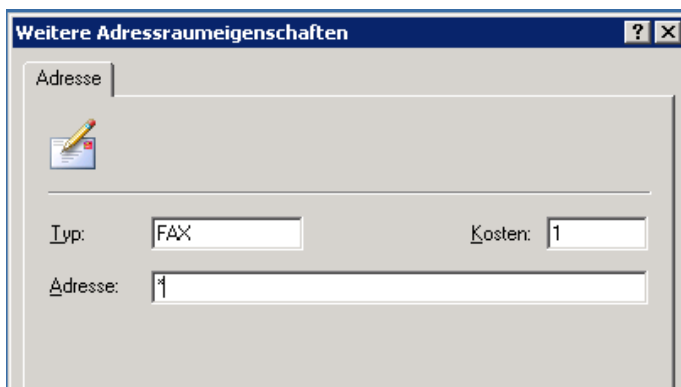 Weitere Adressraumeigenschaften ? X
Adresse
Typ: FAX Kosten: 1
Adresse: *